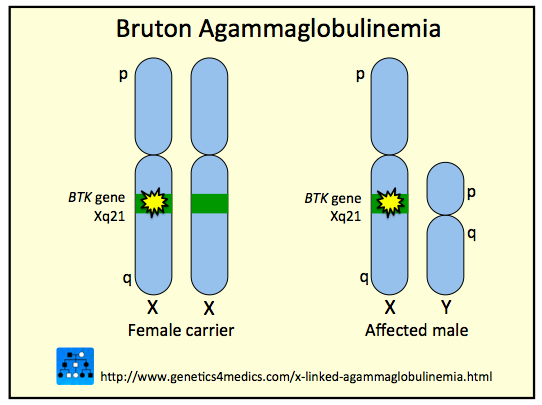 Bruton Agammaglobulinemia
p
p
BTK gene
Xq21
BTK gene
Xq21
p
q
q
q
X
X
X
Y
Female carrier
Affected male
http://www.genetics4medics.com/x-linked-agammaglobulinemia.html